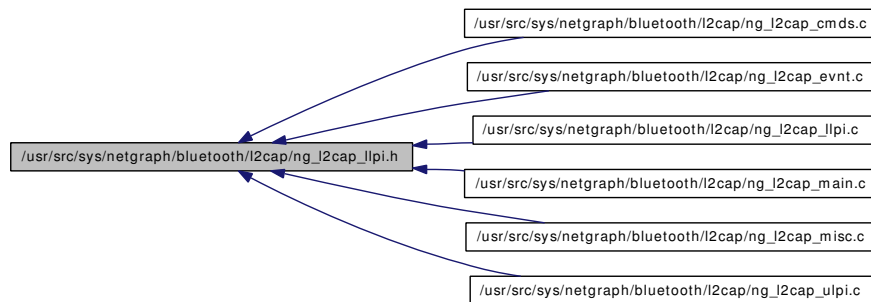 /usr/src/sys/netgraph/bluetooth/l2cap/ng_l2cap_cmds.c
/usr/src/sys/netgraph/bluetooth/l2cap/ng_l2cap_evnt.c
/usr/src/sys/netgraph/bluetooth/l2cap/ng_l2cap_llpi.c
/usr/src/sys/netgraph/bluetooth/l2cap/ng_l2cap_llpi.h
/usr/src/sys/netgraph/bluetooth/l2cap/ng_l2cap_main.c
/usr/src/sys/netgraph/bluetooth/l2cap/ng_l2cap_misc.c
/usr/src/sys/netgraph/bluetooth/l2cap/ng_l2cap_ulpi.c